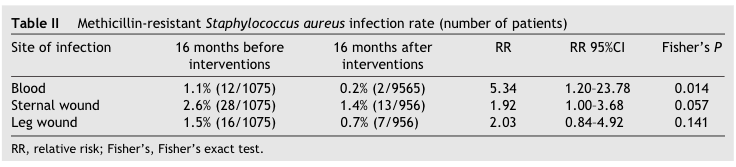 Table II Methicillin-resistant Staphylococcus aureus infection rate (number of patients)
Site of infection 16 months before interventions 16 months after interventions RR RR 95%CI Fisher's P
Blood 1.1% (12/1075) 0.2% (2/9565) 5.34 1.20–23.78 0.014
Sternal wound 2.6% (28/1075) 1.4% (13/956) 1.92 1.00–3.68 0.057
Leg wound 1.5% (16/1075) 0.7% (7/956) 2.03 0.84–4.92 0.141
RR, relative risk; Fisher's, Fisher's exact test.